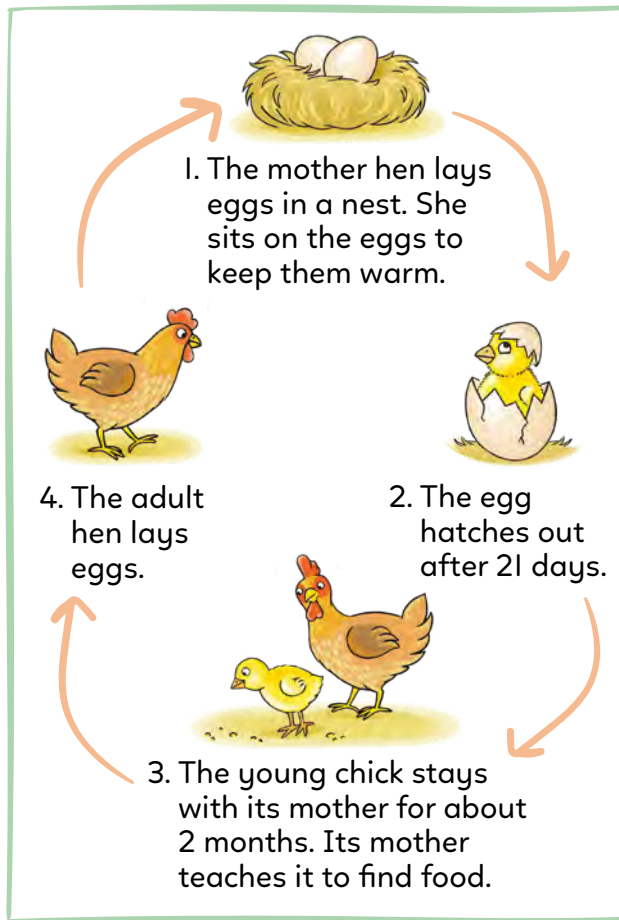 1. The mother hen lays
eggs in a nest. She
sits on the eggs to
keep them warm.
2. The egg
hatches out
after 21 days.
3. The young chick stays
with its mother for about
2 months. Its mother
teaches it to find food.
4. The adult
hen lays
eggs.